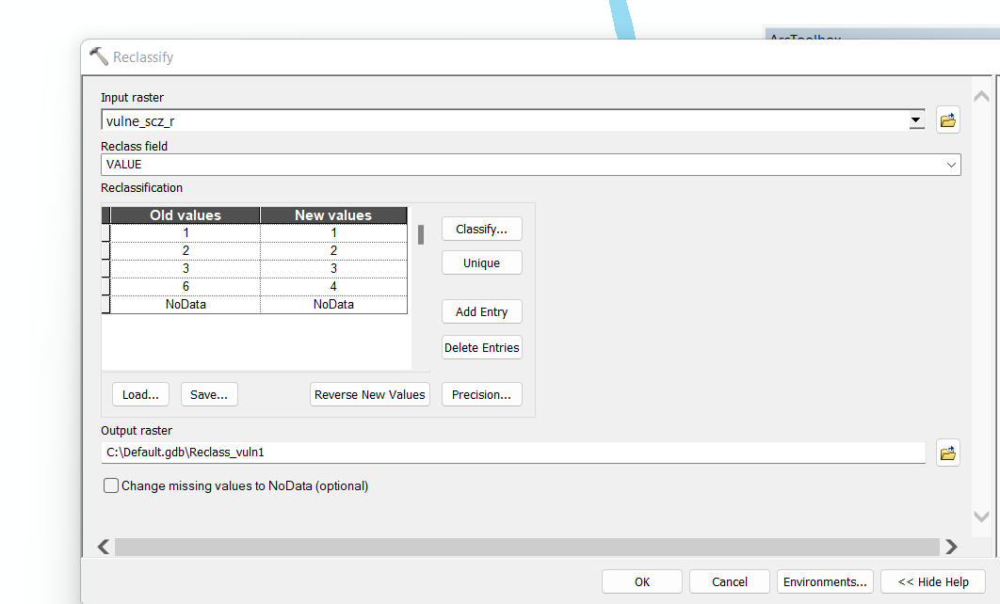 ArcToolbox
Reclassify
Input raster
vulne_scz_r
Reclass field
VALUE
Reclassification
Old values New values
1 1
2 2
3 3
6 4
NoData NoData
Classify...
Unique
Add Entry
Delete Entries
Load... Save... Reverse New Values Precision...
Output raster
C:\Default.gdb\Reclass_vuln1
Change missing values to NoData (optional)
OK Cancel Environments... << Hide Help